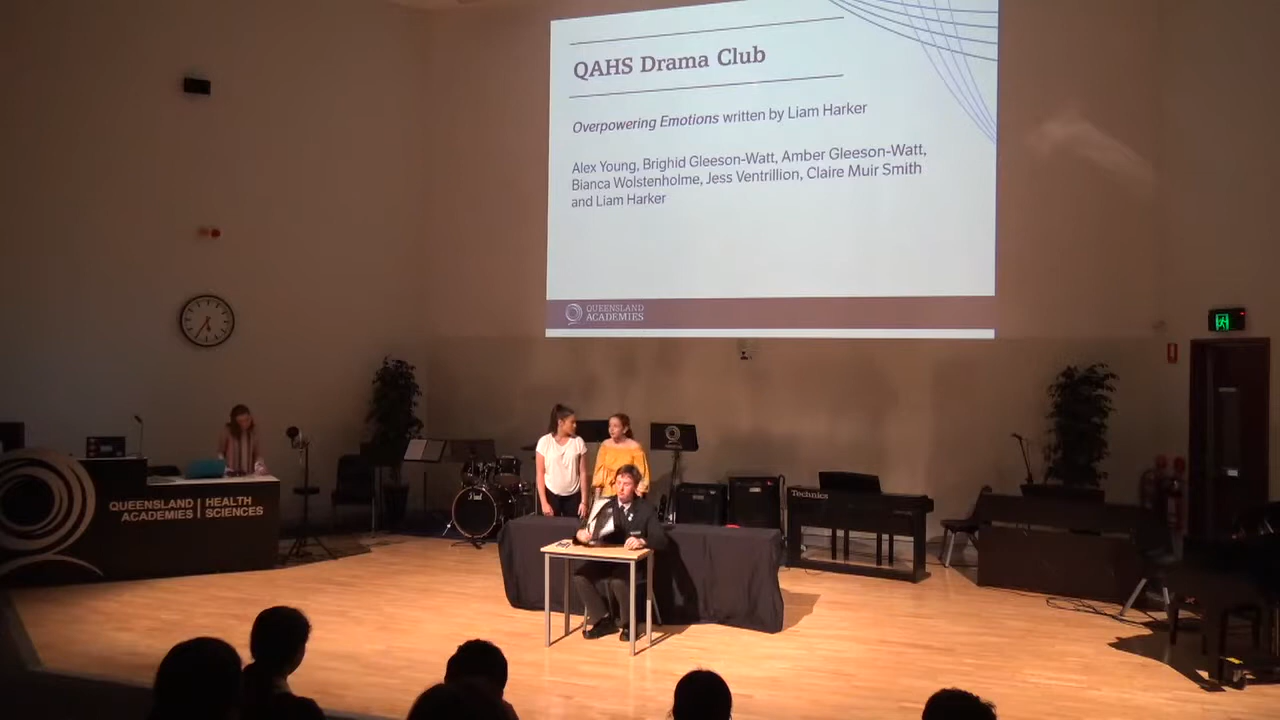 QAHS Drama Club
Overpowering Emotions written by Liam Harker
Alex Young, Brighid Gleeson-Watt, Amber Gleeson-Watt,
Bianca Wolstenholme, Jess Ventrillion, Claire Muir Smith
and Liam Harker
QUEENSLAND
ACADEMIES
QUEENSLAND ACADEMIES
HEALTH SCIENCES
Technics